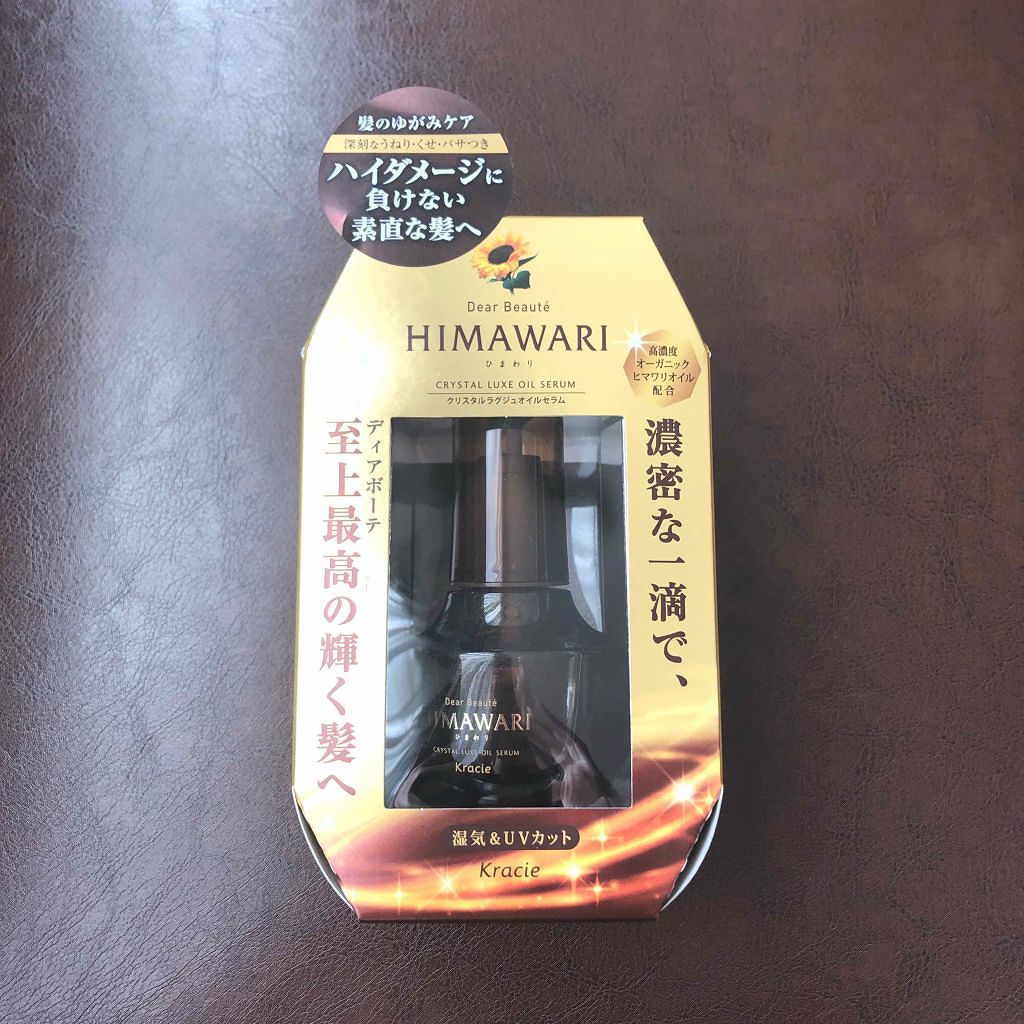 髪のゆがみケア
深刻なうねり・くせ・パサつき
ハイダメージに
負けない
素直な髪へ
Dear Beauté
HIMAWARI
ひまわり
CRYSTAL LUXE OIL SERUM
クリスタルラグジュオイルセラム
高濃度
オーガニック
ヒマワリオイル
配合
濃密な一滴で、
ディアボーテ
至上最高の輝く髪へ
Dear Beauté
IMAWARI
ひまわり
CRYSTAL LUXE OIL SERUM
Kracie
湿気&UVカット
Kracie